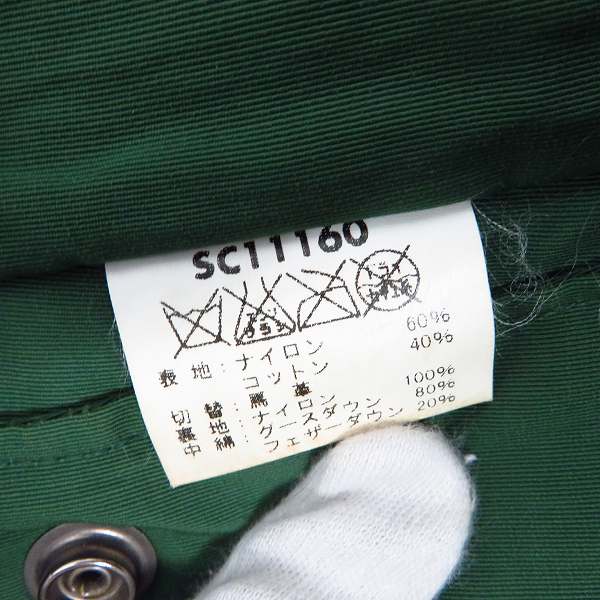 SC11160
表地：ナイロン 60%
コットン 40%
切替：馬革
裏地：ナイロン 100%
中綿：グースダウン 80%
フェザーダウン 20%